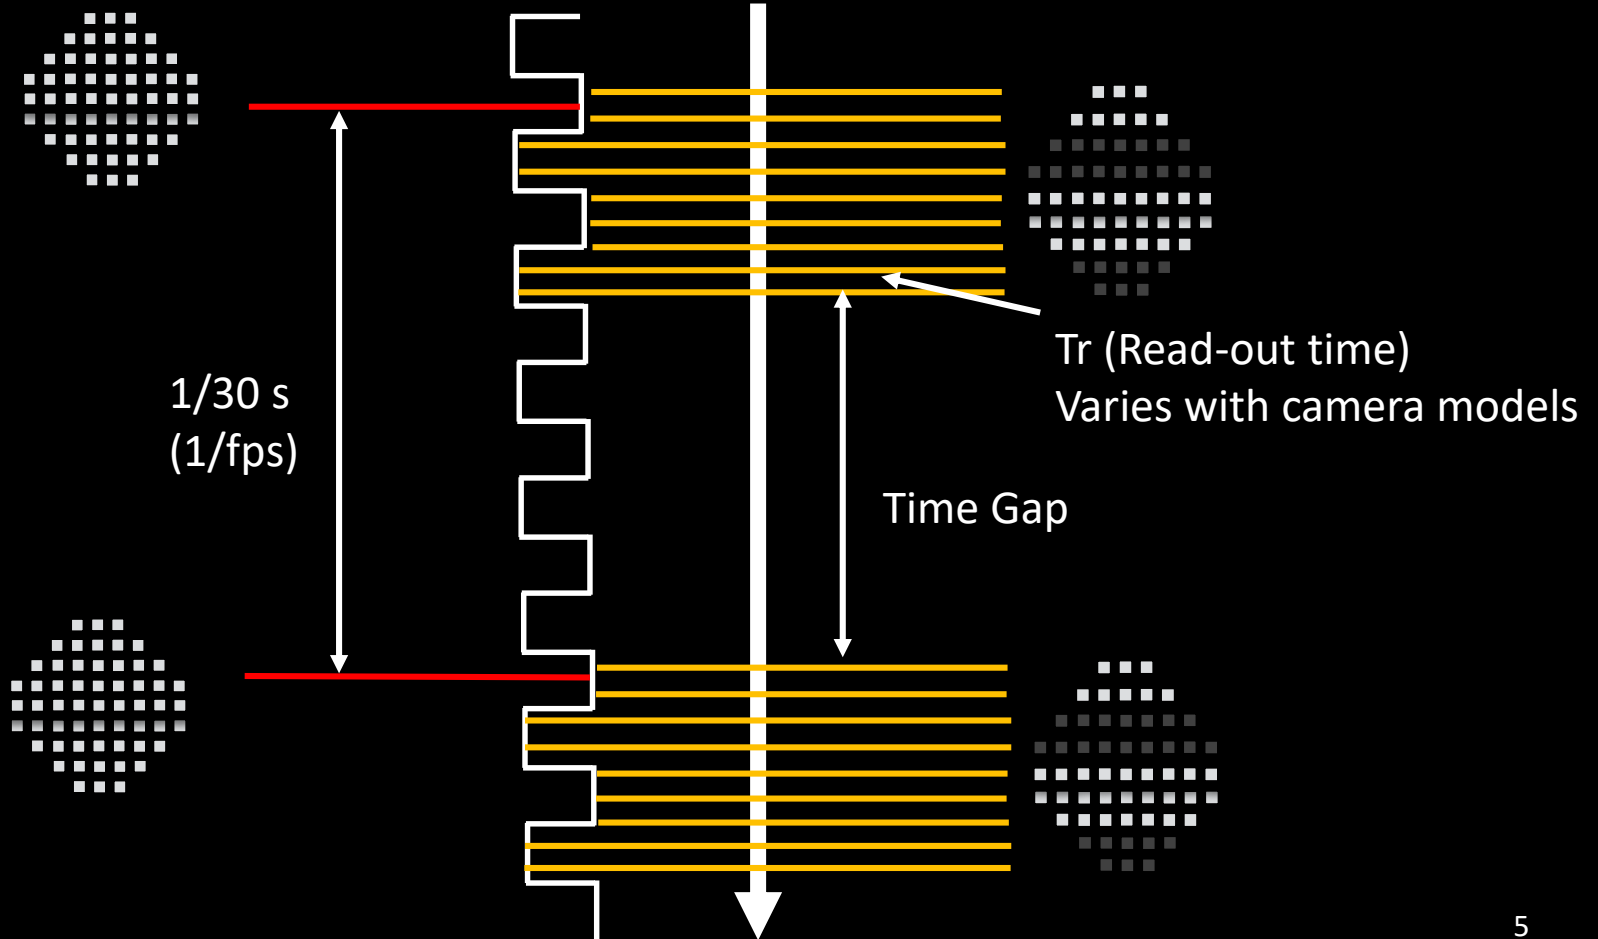 1/30 s
(1/fps)
Tr (Read-out time)
Varies with camera models
Time Gap
5